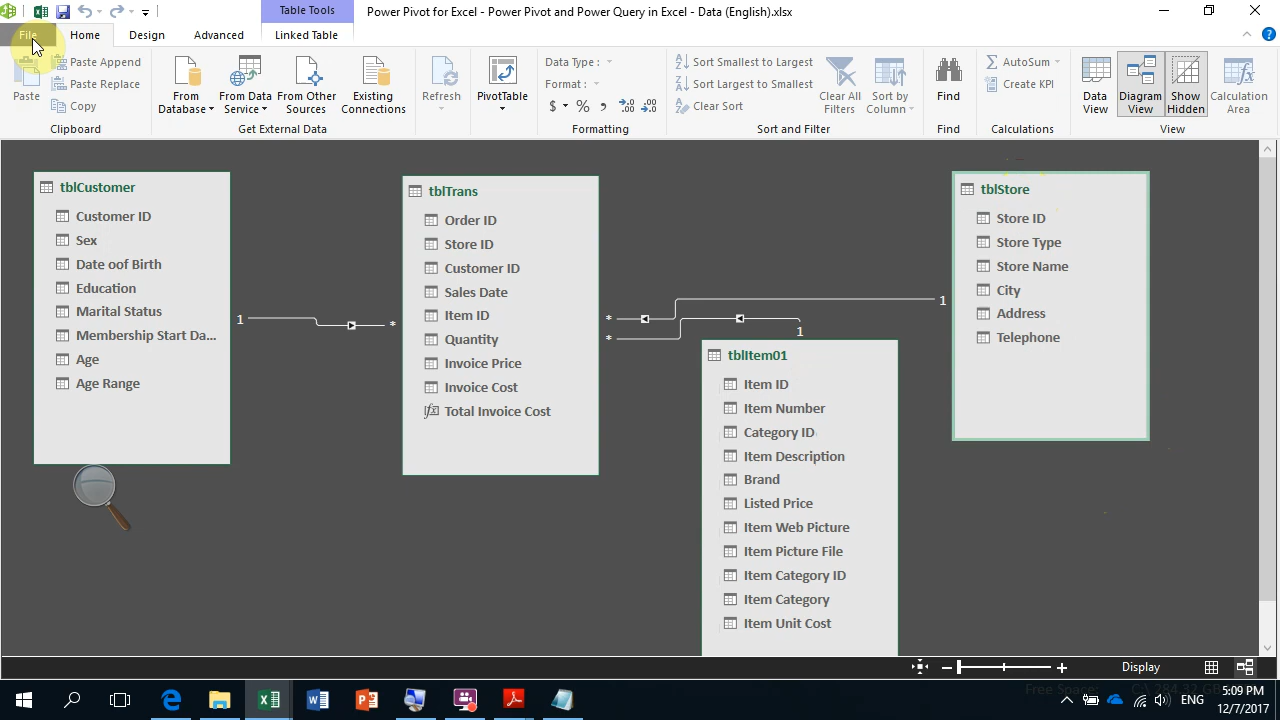 Table Tools
Power Pivot for Excel - Power Pivot and Power Query in Excel - Data (English).xlsx
File
Home
Design
Advanced
Linked Table
Paste
Paste Append
Paste Replace
Copy
Clipboard
From Database
From Data Service
From Other Sources
Existing Connections
Get External Data
Refresh
PivotTable
Data Type :
Format :
$ % ,
Formatting
Sort Smallest to Largest
Sort Largest to Smallest
Clear Sort
Clear All Filters
Sort by Column
Sort and Filter
Find
Find
AutoSum
Create KPI
Calculations
Data View
Diagram View
Show Hidden
Calculation Area
View
tblCustomer
Customer ID
Sex
Date oof Birth
Education
Marital Status
Membership Start Da...
Age
Age Range
1
*
tblTrans
Order ID
Store ID
Customer ID
Sales Date
Item ID
Quantity
Invoice Price
Invoice Cost
Total Invoice Cost
*
*
1
1
tblItem01
Item ID
Item Number
Category ID
Item Description
Brand
Listed Price
Item Web Picture
Item Picture File
Item Category ID
Item Category
Item Unit Cost
tblStore
Store ID
Store Type
Store Name
City
Address
Telephone
Display
Free Space:
ENG
5:09 PM
12/7/2017